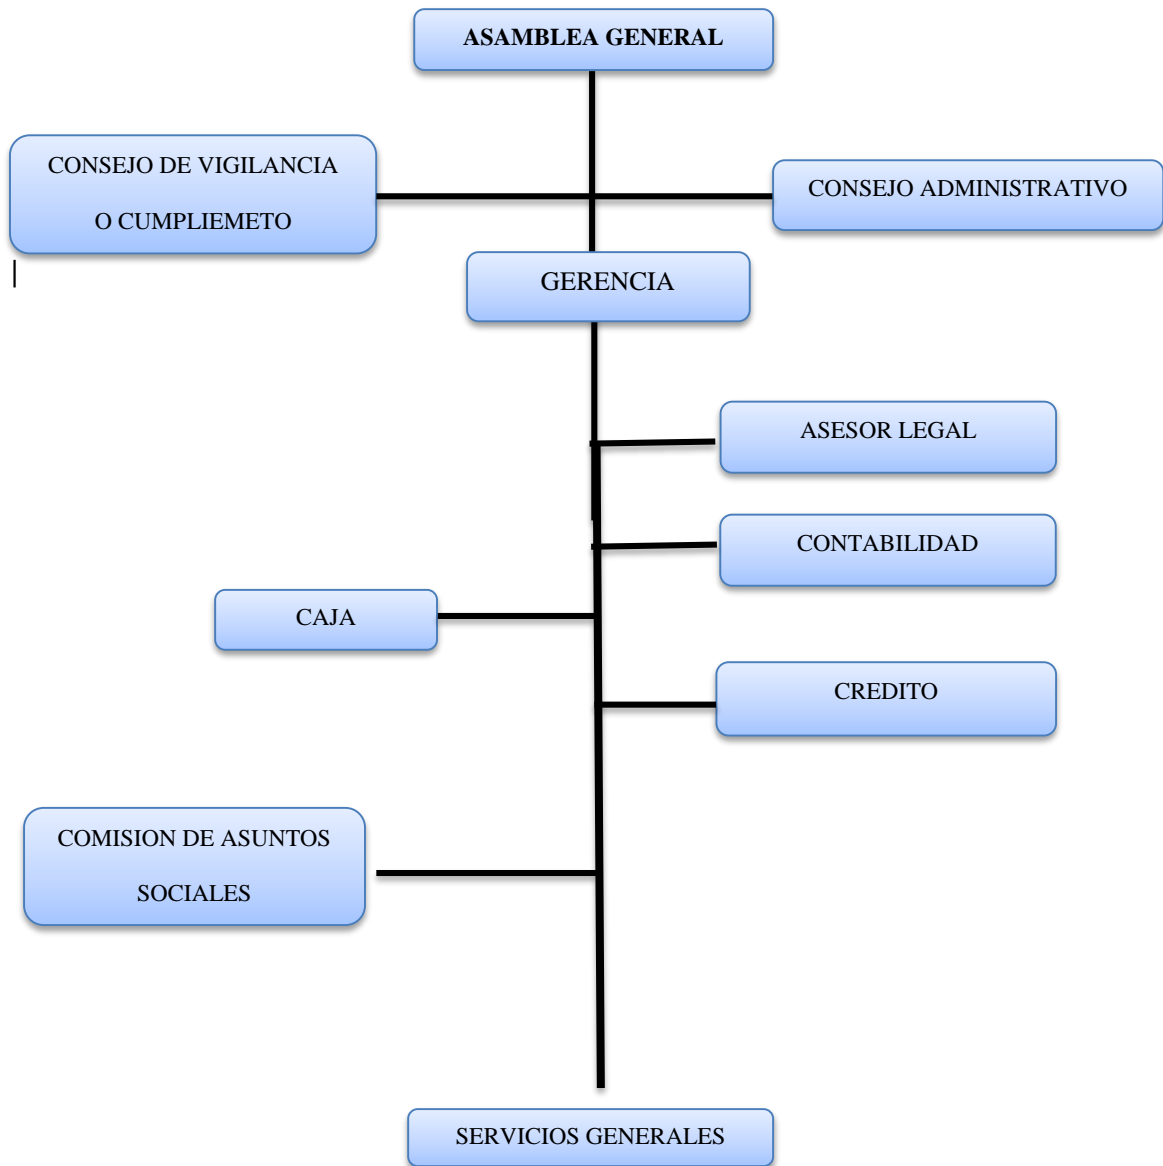 ASAMBLEA GENERAL
CONSEJO DE VIGILANCIA
O CUMPLIEMETO
CONSEJO ADMINISTRATIVO
GERENCIA
ASESOR LEGAL
CONTABILIDAD
CAJA
CREDITO
COMISION DE ASUNTOS
SOCIALES
SERVICIOS GENERALES